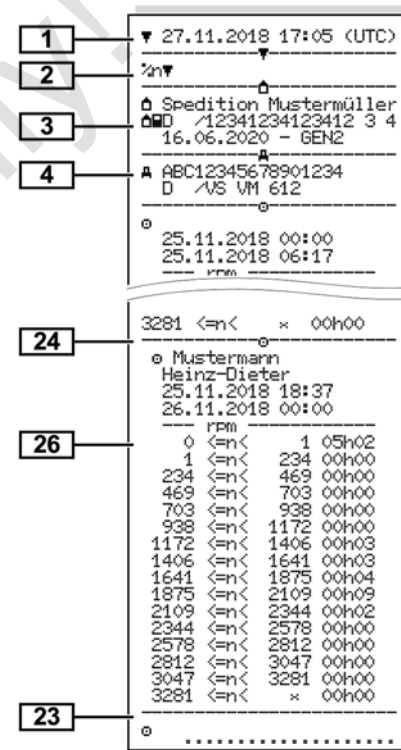 1
▼ 27.11.2018 17:05 (UTC)
2
%n▼
Spedition Mustermüller
3
D /12341234123412 3 4
16.06.2020 - GEN2
4
A ABC12345678901234
D /VS VM 612
25.11.2018 00:00
25.11.2018 06:17
--- rpm ---
3281 <=n< × 00h00
24
Mustermann
Heinz-Dieter
25.11.2018 18:37
26.11.2018 00:00
--- rpm ---
26
0 <=n< 1 05h02
1 <=n< 234 00h00
234 <=n< 469 00h00
469 <=n< 703 00h00
703 <=n< 938 00h00
938 <=n< 1172 00h00
1172 <=n< 1406 00h03
1406 <=n< 1641 00h03
1641 <=n< 1875 00h04
1875 <=n< 2109 00h09
2109 <=n< 2344 00h02
2344 <=n< 2578 00h00
2578 <=n< 2812 00h00
2812 <=n< 3047 00h00
3047 <=n< 3281 00h00
3281 <=n< × 00h00
23
....................